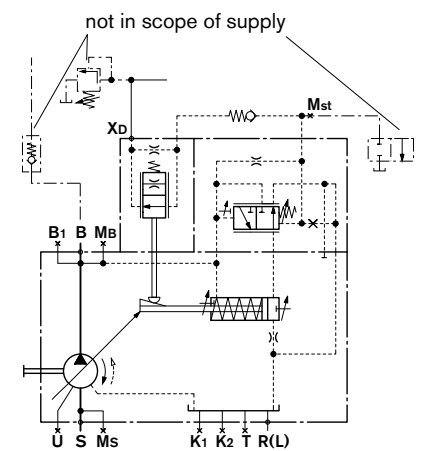 not in scope of supply
XD
Mst
B1 B MB
U S Ms K1 K2 T R(L)